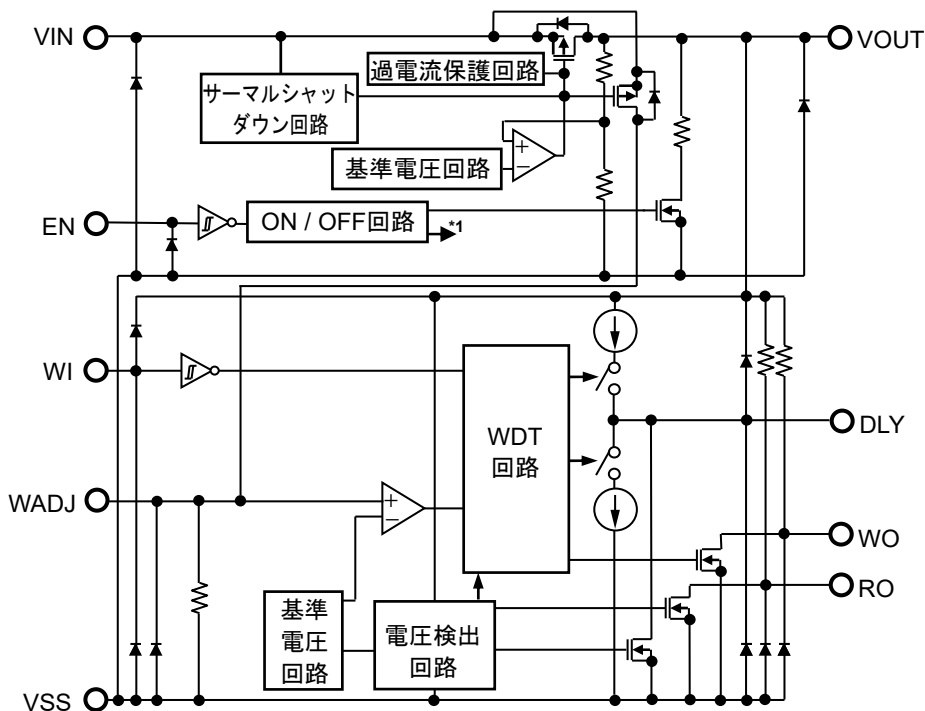 VIN
VOUT
過電流保護回路
サーマルシャット
ダウン回路
+
−
基準電圧回路
EN
ON / OFF回路
*1
WI
WDT
回路
DLY
WADJ
+
−
WO
RO
基準
電圧
回路
電圧検出
回路
VSS